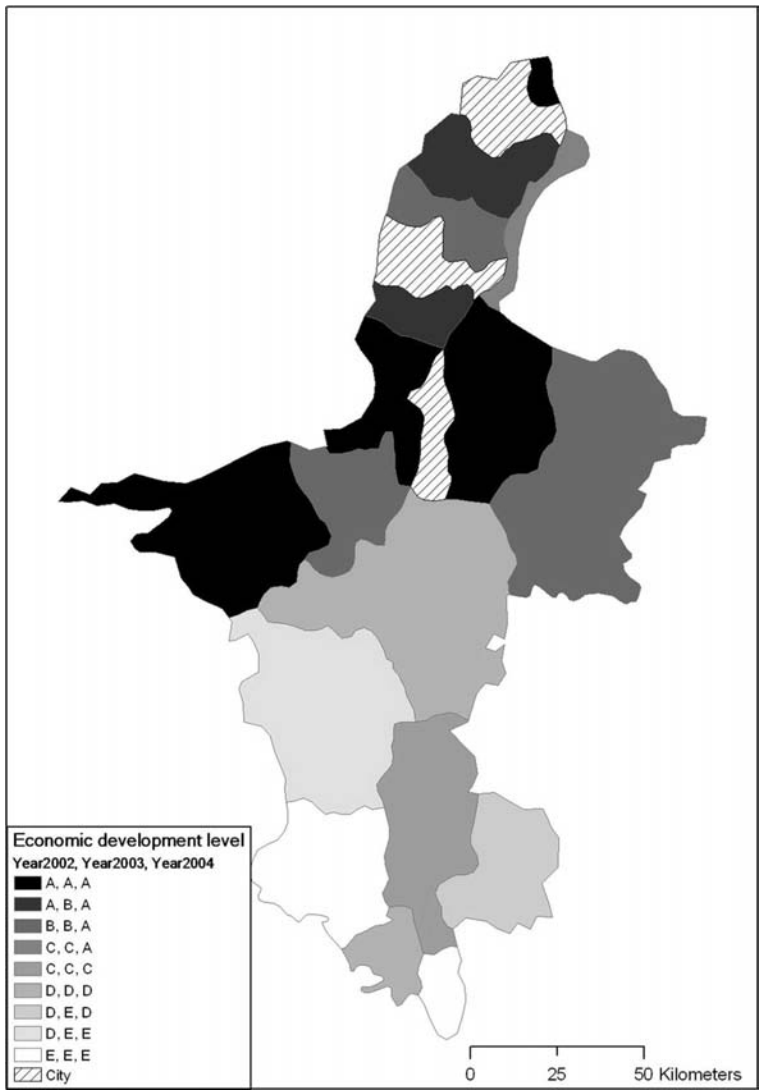 Economic development level
Year2002, Year2003, Year2004
A, A, A
A, B, A
B, B, A
C, C, A
C, C, C
D, D, D
D, E, D
D, E, E
E, E, E
City
0 25 50 Kilometers